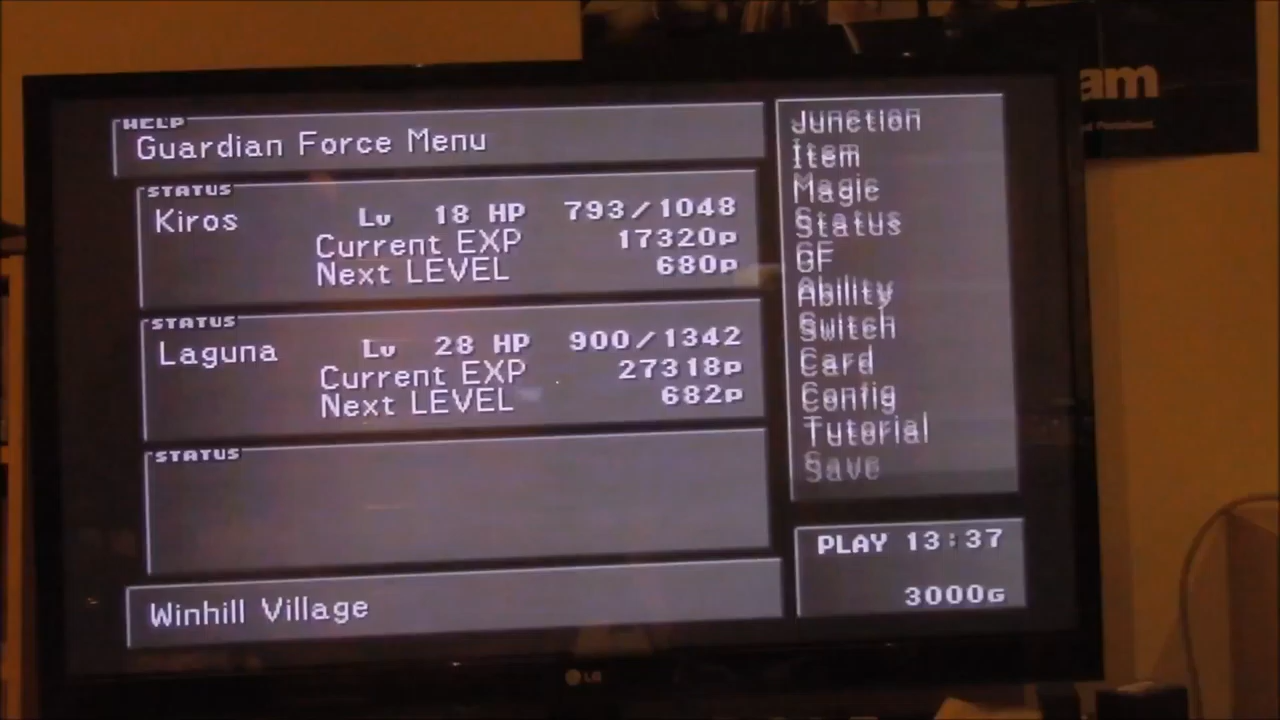 HELP
Guardian Force Menu
STATUS
Kiros Lv 18 HP 793/1048
Current EXP 17320P
Next LEVEL 680P
STATUS
Laguna Lv 28 HP 900/1342
Current EXP 27318P
Next LEVEL 682P
STATUS
Winhill Village
Junction
Item
Magic
Status
GF
Ability
Switch
Card
Config
Tutorial
Save
PLAY 13:37
3000G
am
LG